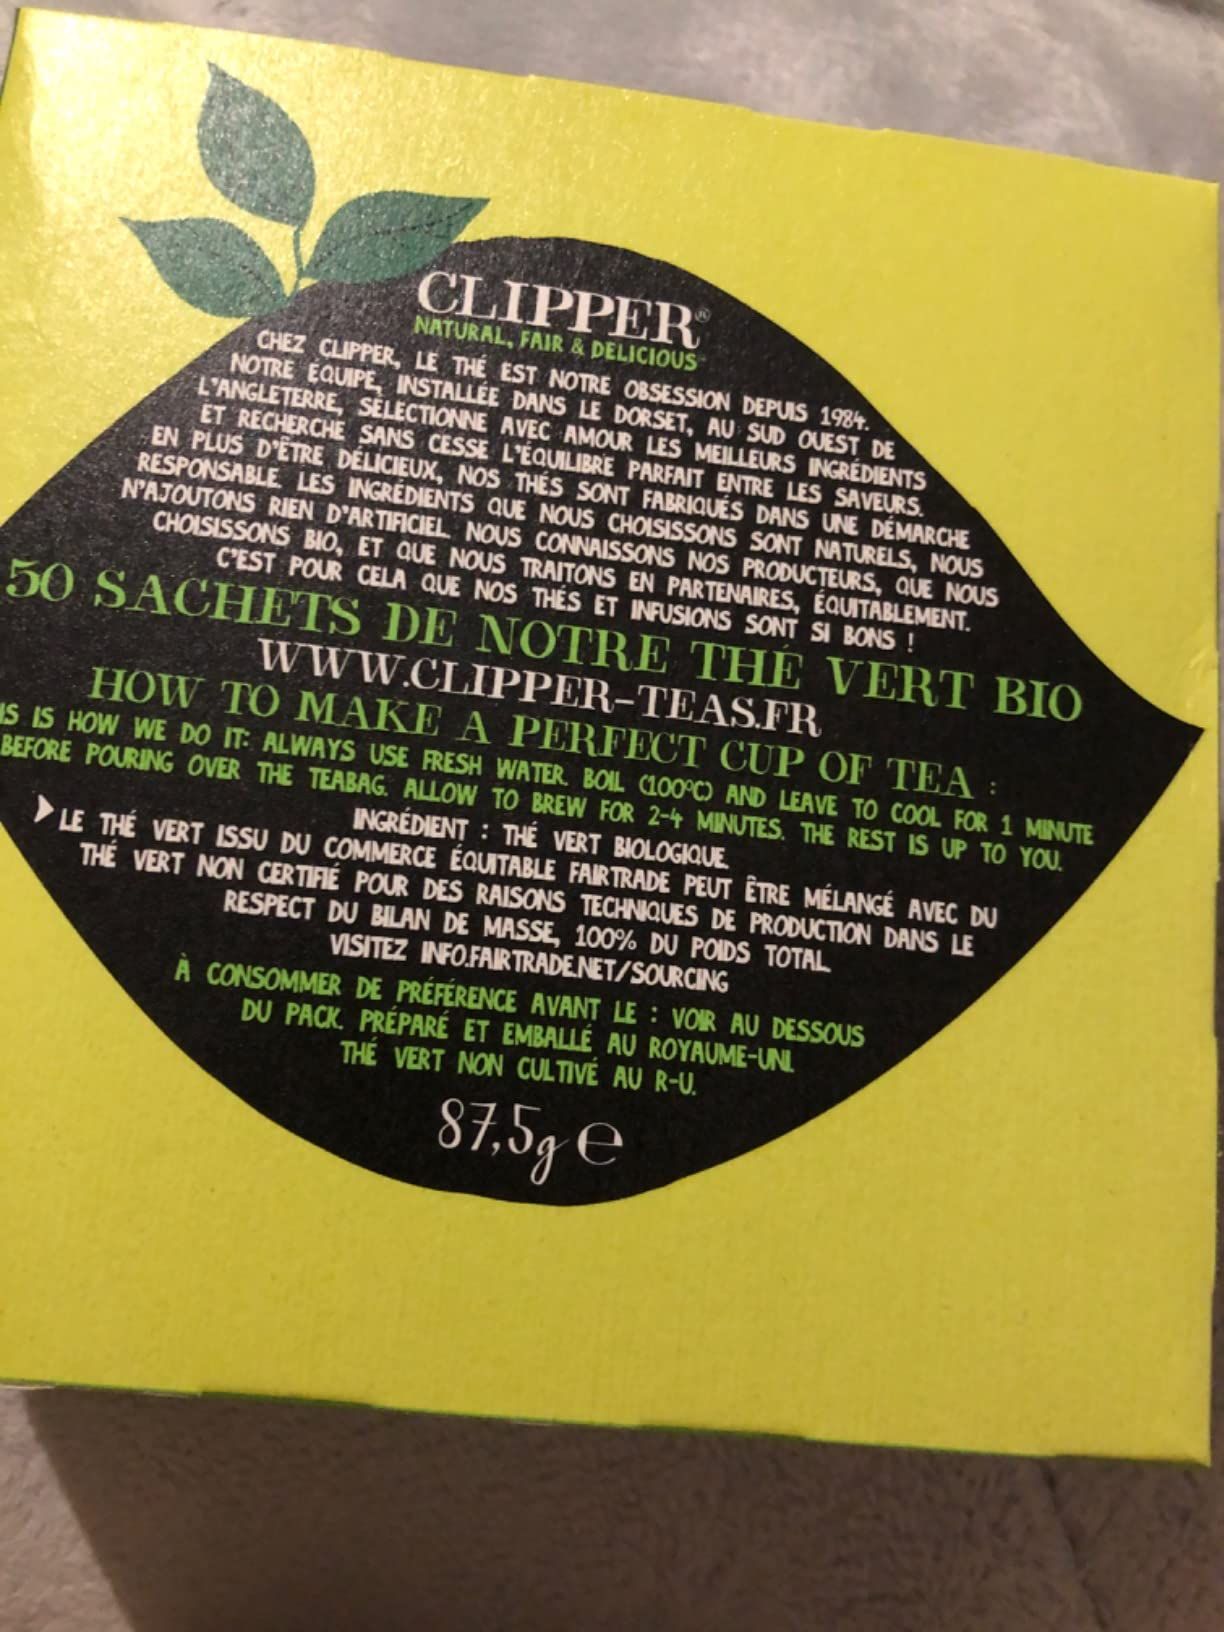 CLIPPER®
NATURAL, FAIR & DELICIOUS
CHEZ CLIPPER, LE THÉ EST NOTRE OBSESSION DEPUIS 1984.
NOTRE ÉQUIPE, INSTALLÉE DANS LE DORSET, AU SUD OUEST DE
L'ANGLETERRE, SÉLECTIONNE AVEC AMOUR LES MEILLEURS INGRÉDIENTS
ET RECHERCHE SANS CESSE L'ÉQUILIBRE PARFAIT ENTRE LES SAVEURS.
EN PLUS D'ÊTRE DÉLICIEUX, NOS THÉS SONT FABRIQUÉS DANS UNE DÉMARCHE
RESPONSABLE. LES INGRÉDIENTS QUE NOUS CHOISISSONS SONT NATURELS, NOUS
N'AJOUTONS RIEN D'ARTIFICIEL. NOUS CONNAISSONS NOS PRODUCTEURS, QUE NOUS
CHOISISSONS BIO, ET QUE NOUS TRAITONS EN PARTENAIRES, ÉQUITABLEMENT.
C'EST POUR CELA QUE NOS THÉS ET INFUSIONS SONT SI BONS !
50 SACHETS DE NOTRE THÉ VERT BIO
WWW.CLIPPER-TEAS.FR
HOW TO MAKE A PERFECT CUP OF TEA :
IS IS HOW WE DO IT: ALWAYS USE FRESH WATER. BOIL (100°C) AND LEAVE TO COOL FOR 1 MINUTE
BEFORE POURING OVER THE TEABAG. ALLOW TO BREW FOR 2-4 MINUTES. THE REST IS UP TO YOU.
INGRÉDIENT : THÉ VERT BIOLOGIQUE.
LE THÉ VERT ISSU DU COMMERCE ÉQUITABLE FAIRTRADE PEUT ÊTRE MÉLANGÉ AVEC DU
THÉ VERT NON CERTIFIÉ POUR DES RAISONS TECHNIQUES DE PRODUCTION DANS LE
RESPECT DU BILAN DE MASSE, 100% DU POIDS TOTAL.
VISITEZ INFO.FAIRTRADE.NET/SOURCING
À CONSOMMER DE PRÉFÉRENCE AVANT LE : VOIR AU DESSOUS
DU PACK. PRÉPARÉ ET EMBALLÉ AU ROYAUME-UNI.
THÉ VERT NON CULTIVÉ AU R-U.
87,5g ℮